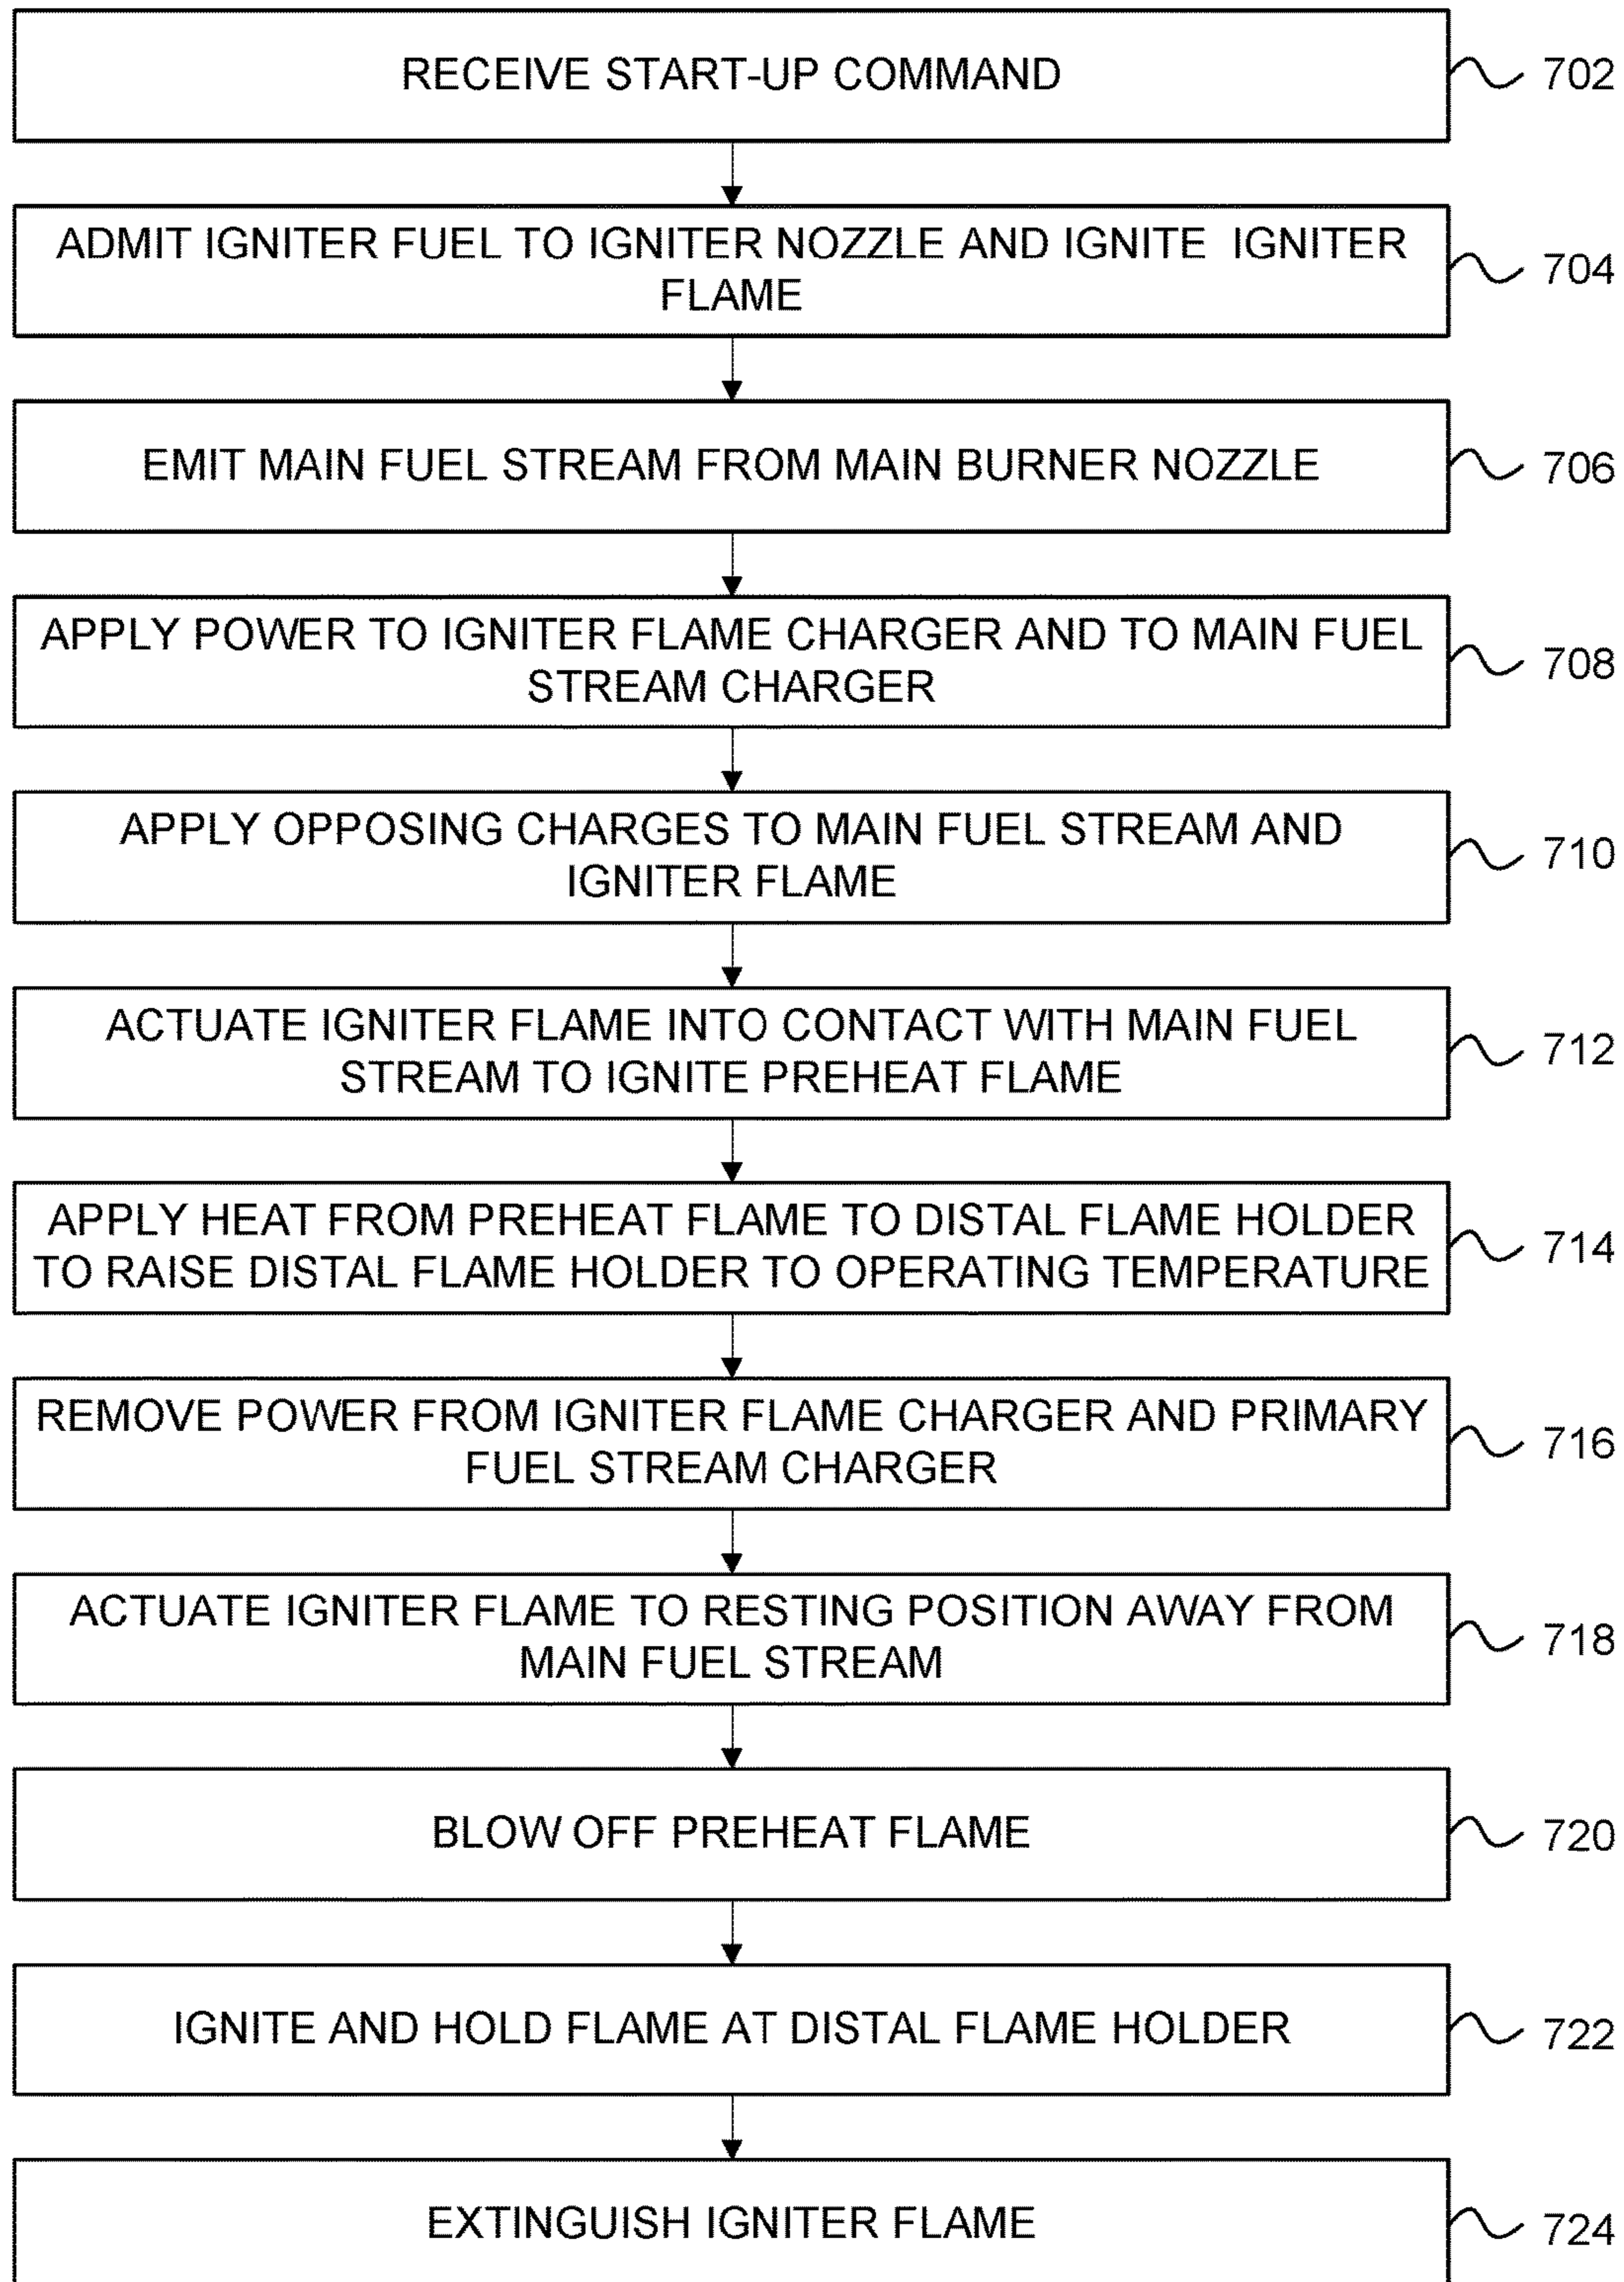 RECEIVE START-UP COMMAND
702
ADMIT IGNITER FUEL TO IGNITER NOZZLE AND IGNITE IGNITER
FLAME
704
EMIT MAIN FUEL STREAM FROM MAIN BURNER NOZZLE
706
APPLY POWER TO IGNITER FLAME CHARGER AND TO MAIN FUEL
STREAM CHARGER
708
APPLY OPPOSING CHARGES TO MAIN FUEL STREAM AND
IGNITER FLAME
710
ACTUATE IGNITER FLAME INTO CONTACT WITH MAIN FUEL
STREAM TO IGNITE PREHEAT FLAME
712
APPLY HEAT FROM PREHEAT FLAME TO DISTAL FLAME HOLDER
TO RAISE DISTAL FLAME HOLDER TO OPERATING TEMPERATURE
714
REMOVE POWER FROM IGNITER FLAME CHARGER AND PRIMARY
FUEL STREAM CHARGER
716
ACTUATE IGNITER FLAME TO RESTING POSITION AWAY FROM
MAIN FUEL STREAM
718
BLOW OFF PREHEAT FLAME
720
IGNITE AND HOLD FLAME AT DISTAL FLAME HOLDER
722
EXTINGUISH IGNITER FLAME
724